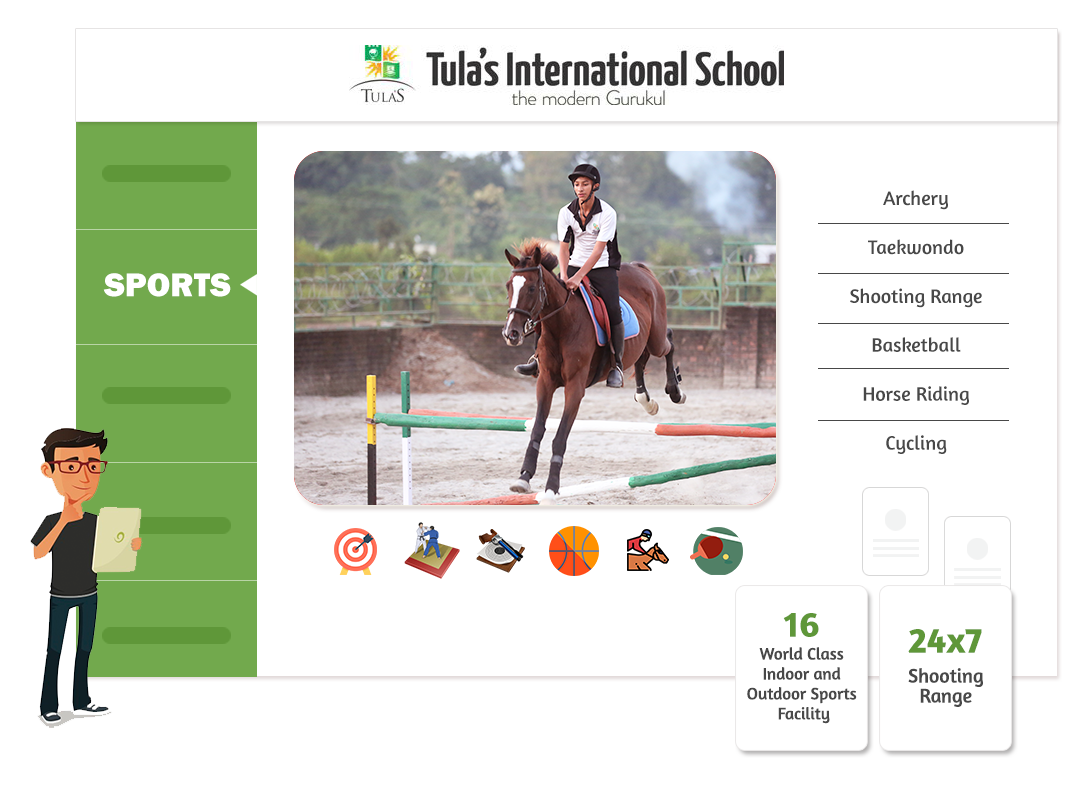 TULA'S
Tula's International School
the modern Gurukul
SPORTS
Archery
Taekwondo
Shooting Range
Basketball
Horse Riding
Cycling
16
World Class
Indoor and
Outdoor Sports
Facility
24x7
Shooting
Range